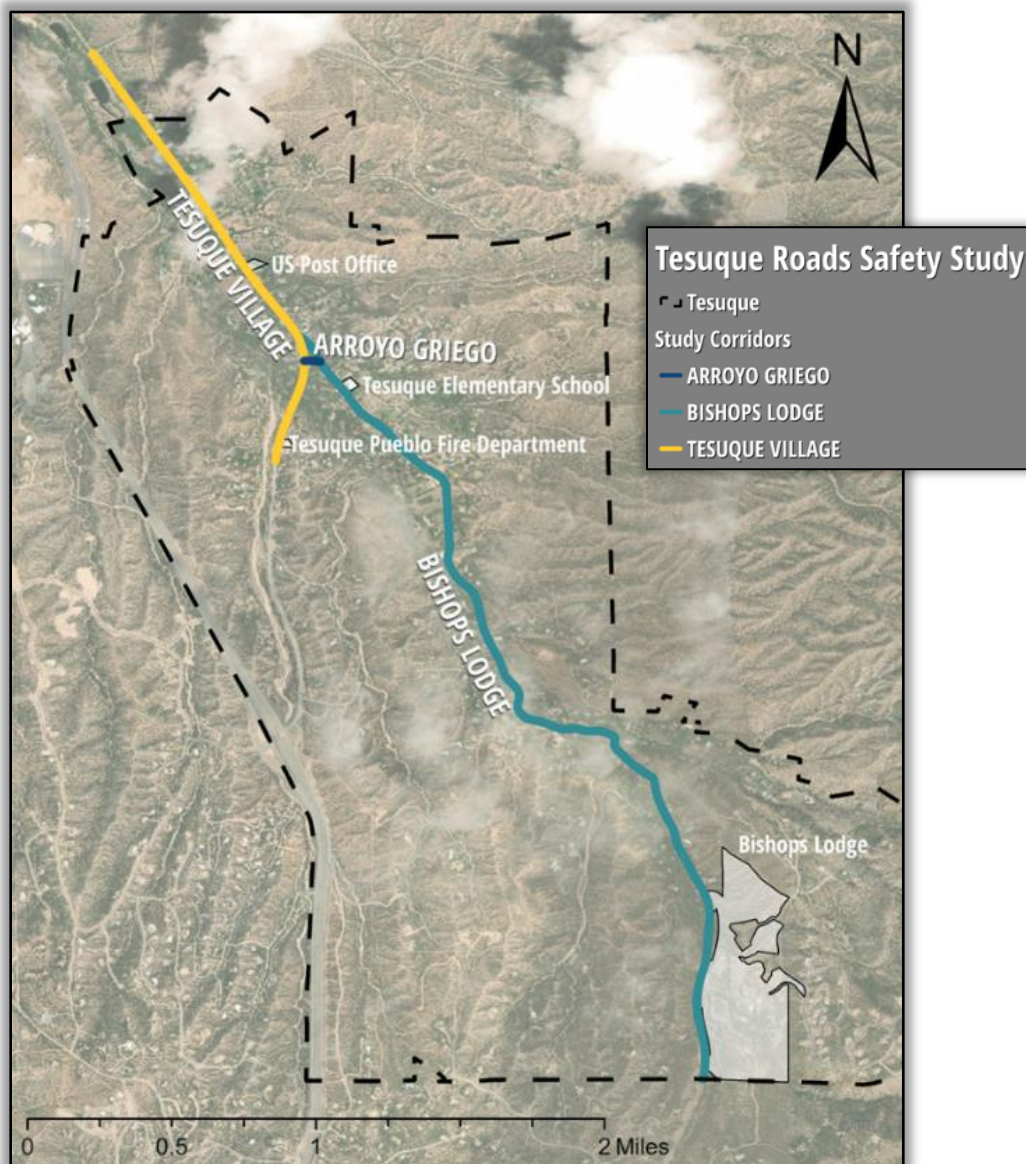 N
TESUQUE VILLAGE
US Post Office
ARROYO GRIEGO
Tesuque Elementary School
Tesuque Pueblo Fire Department
BISHOPS LODGE
Bishops Lodge
Tesuque Roads Safety Study
Tesuque
Study Corridors
ARROYO GRIEGO
BISHOPS LODGE
TESUQUE VILLAGE
0 0.5 1 2 Miles